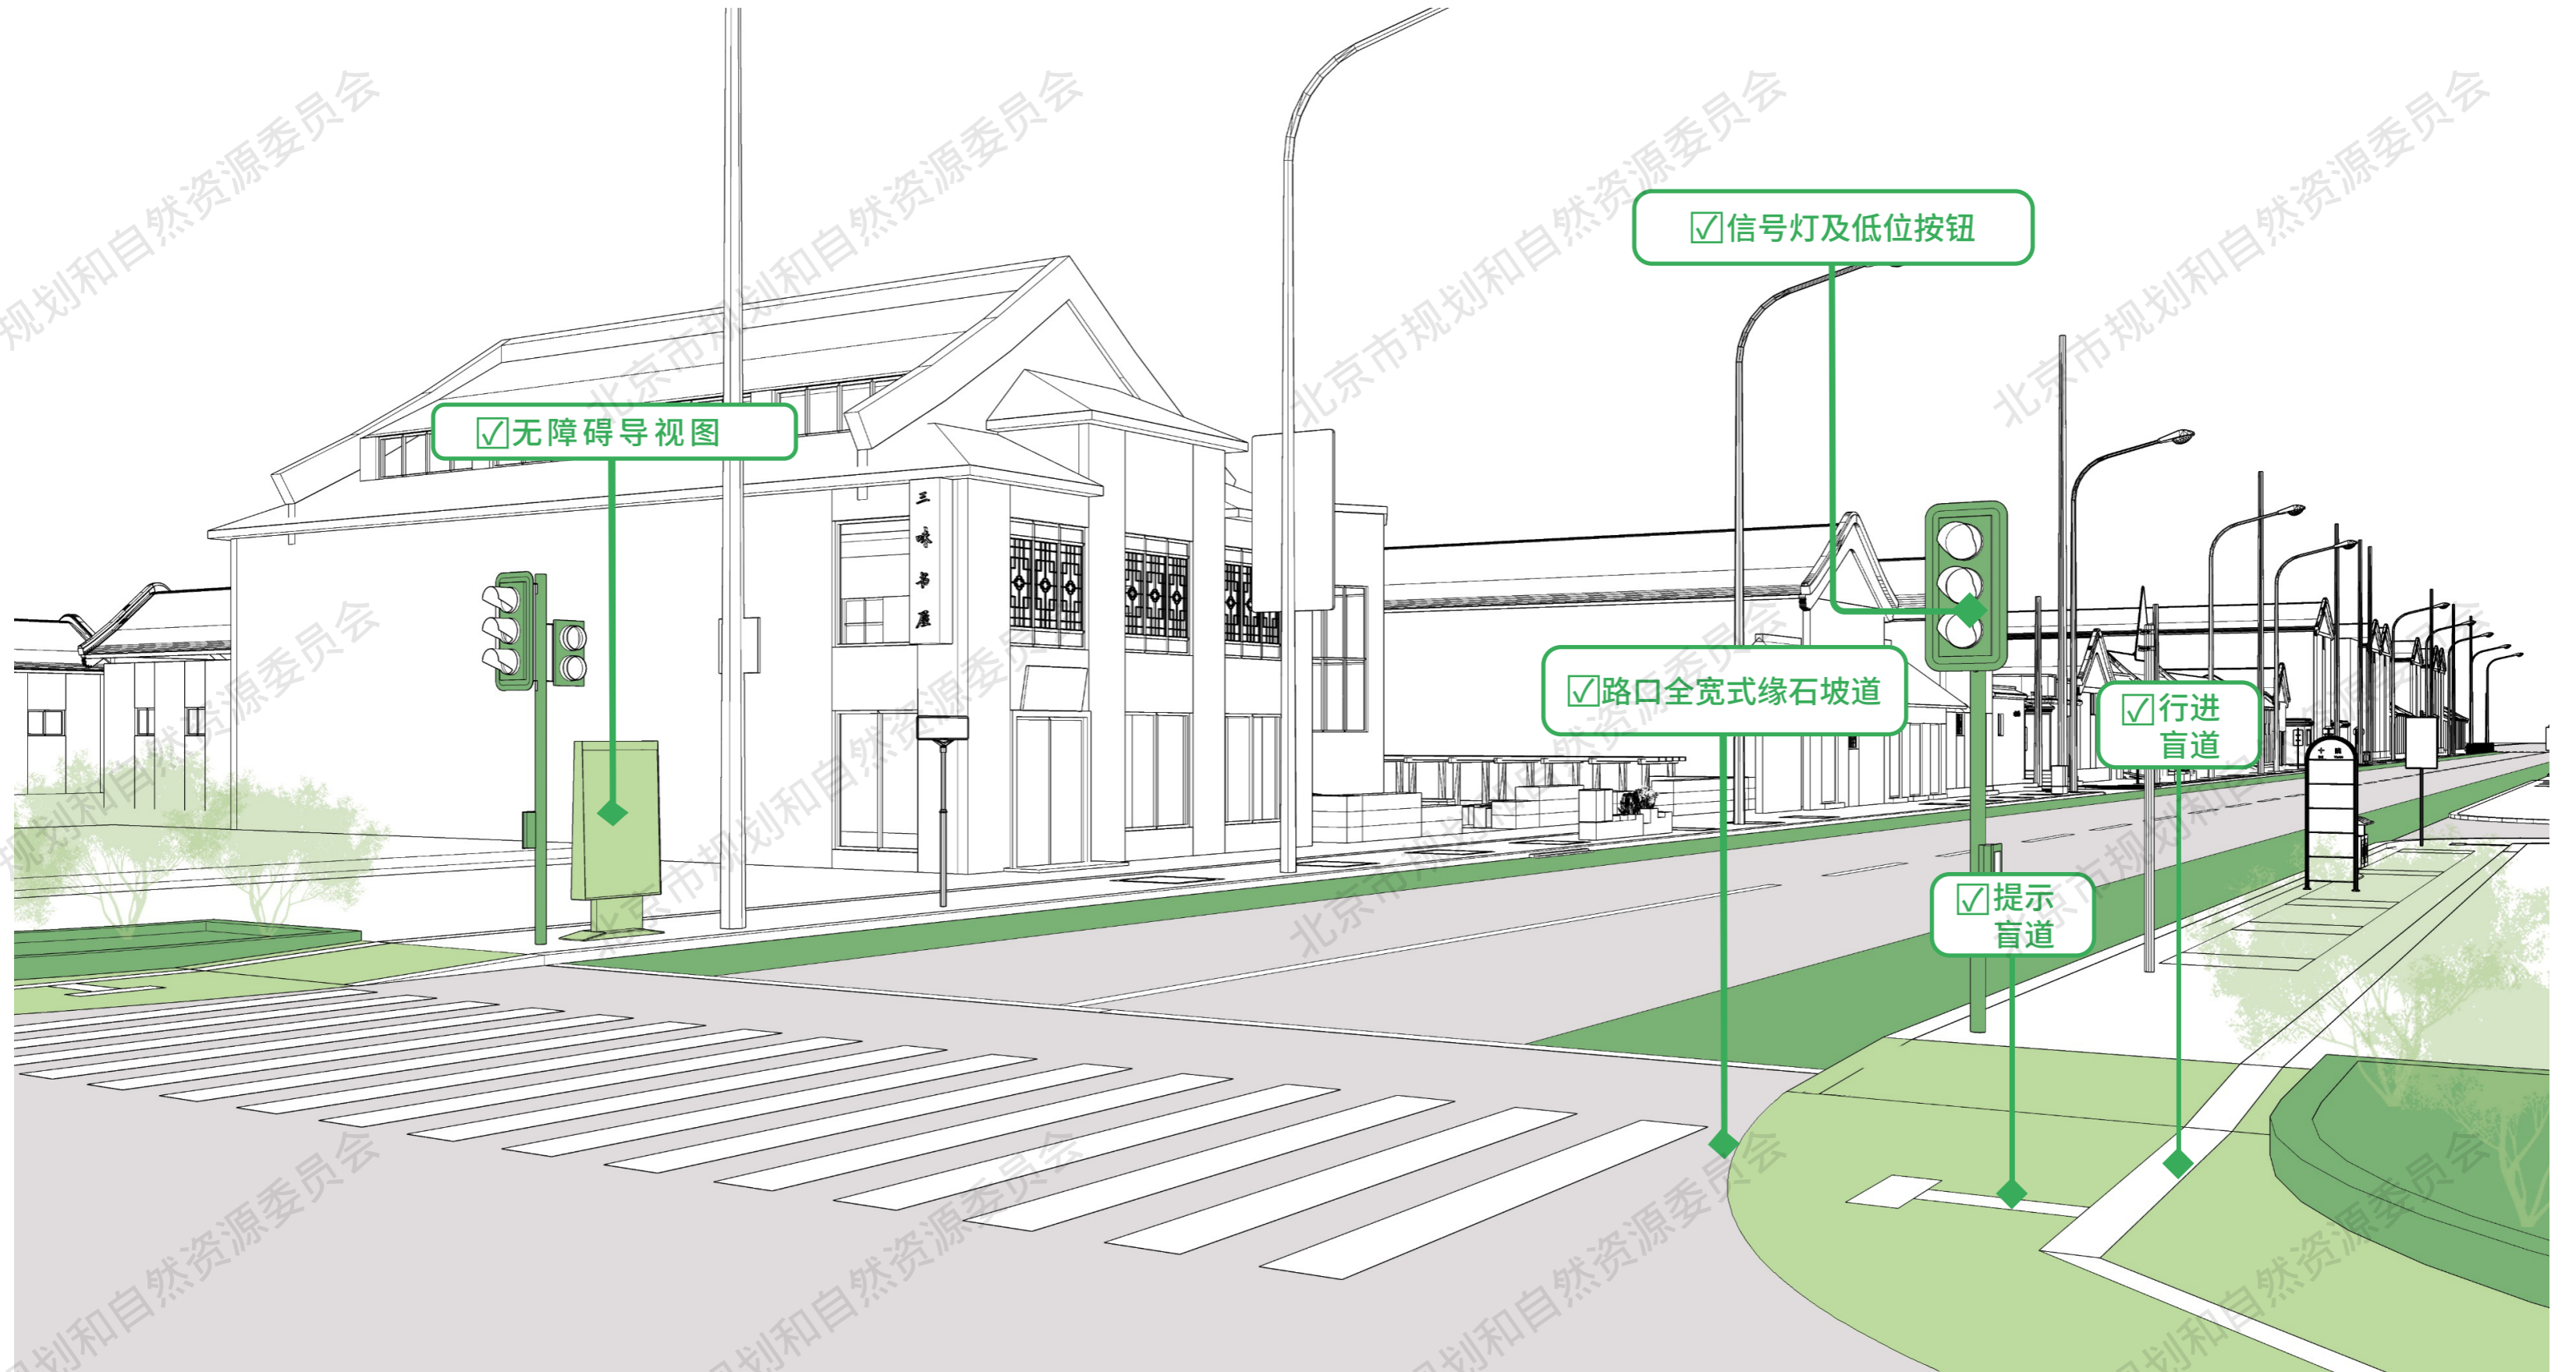 ☑信号灯及低位按钮
☑无障碍导视图
三味书屋
☑路口全宽式缘石坡道
☑行进
盲道
☑提示
盲道
北京市规划和自然资源委员会